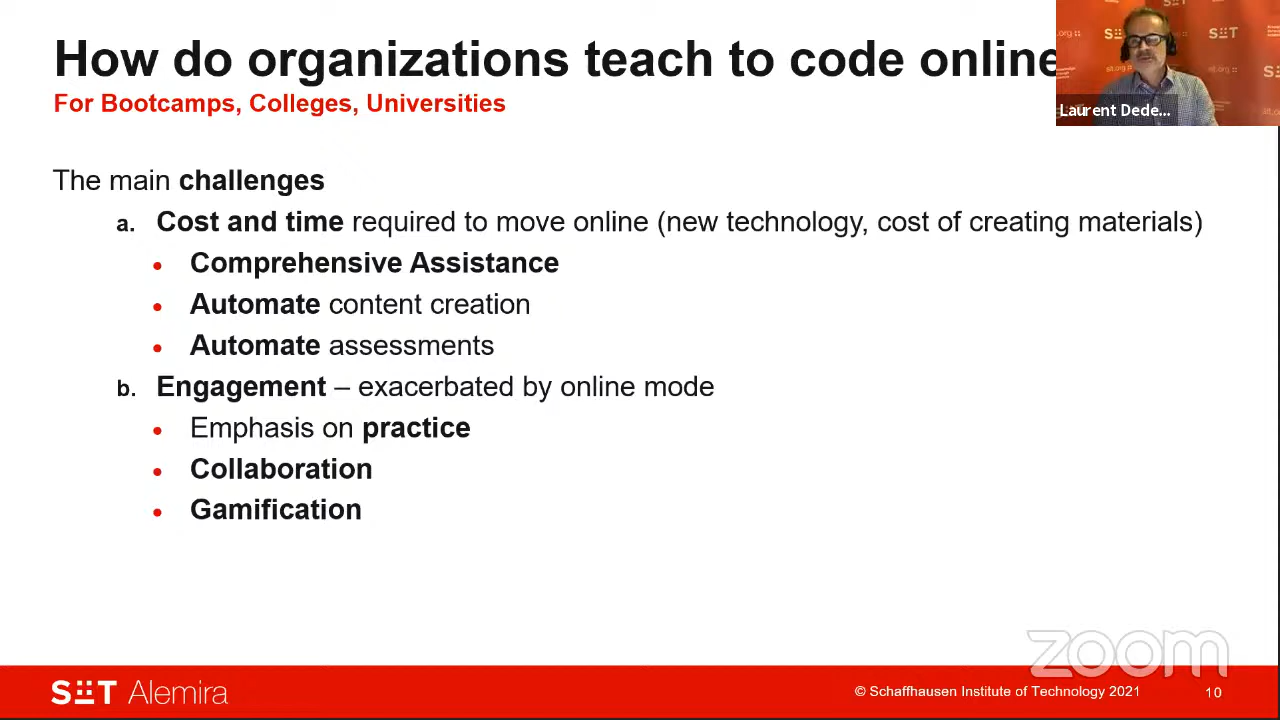 How do organizations teach to code online
For Bootcamps, Colleges, Universities
Laurent Dede...
The main challenges
a. Cost and time required to move online (new technology, cost of creating materials)
• Comprehensive Assistance
• Automate content creation
• Automate assessments
b. Engagement – exacerbated by online mode
• Emphasis on practice
• Collaboration
• Gamification
zoom
SIT Alemira
© Schaffhausen Institute of Technology 2021
10